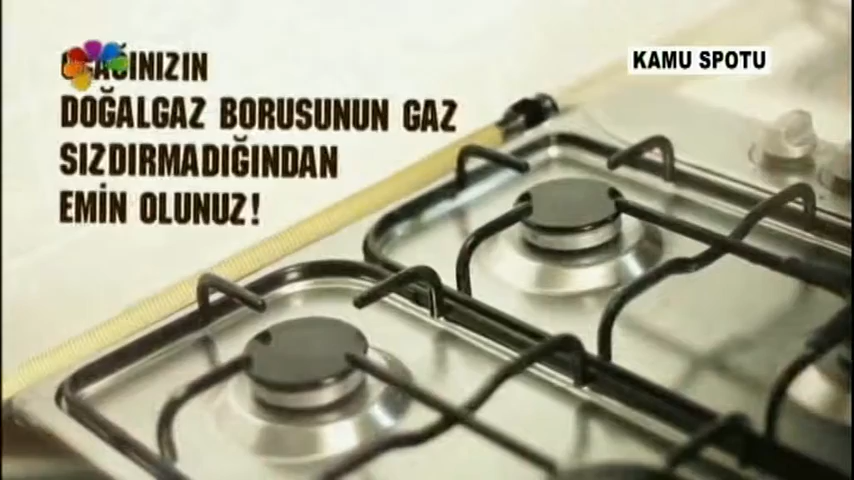 KAMU SPOTU
DOĞALGAZ BORUSUNUN GAZ
SIZDIRMADIĞINDAN
EMİN OLUNUZ!